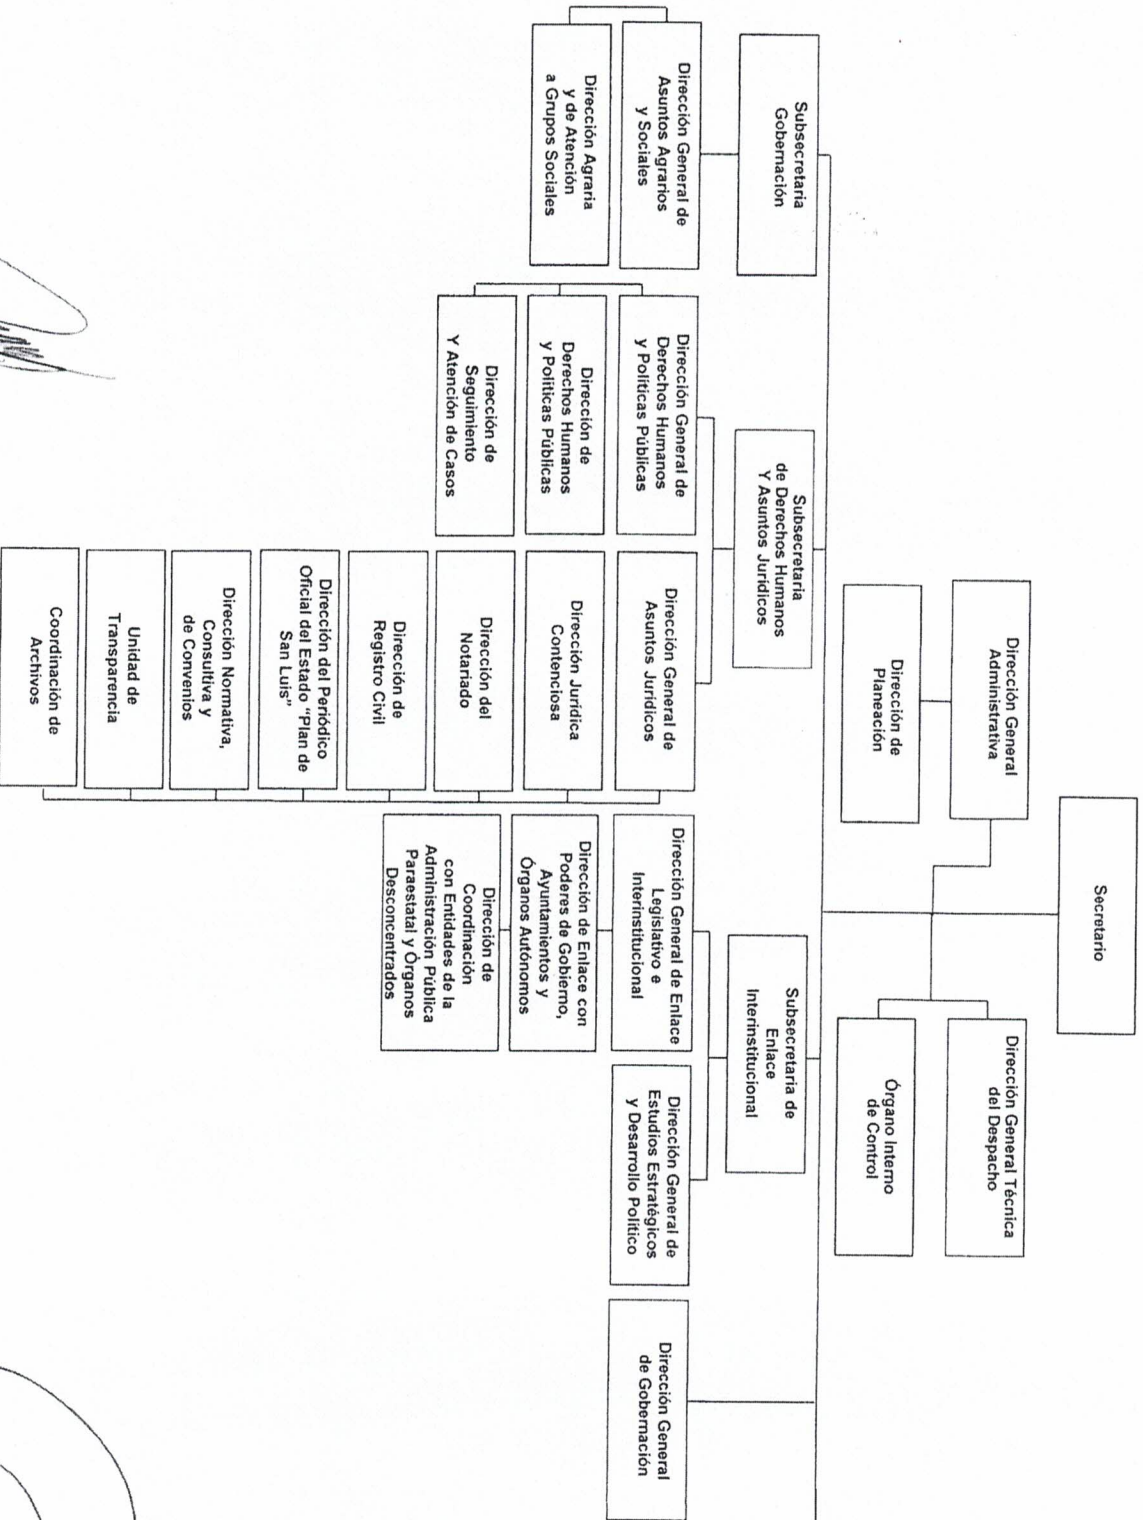 Secretario
Dirección General
Administrativa
Dirección General Técnica
del Despacho
Dirección de
Planeación
Órgano Interno
de Control
Subsecretaria
Gobernación
Subsecretaria
de Derechos Humanos
Y Asuntos Jurídicos
Subsecretaria de
Enlace
Interinstitucional
Dirección General de
Asuntos Agrarios
y Sociales
Dirección Agraria
y de Atención
a Grupos Sociales
Dirección General de
Derechos Humanos
y Políticas Públicas
Dirección de
Derechos Humanos
y Políticas Públicas
Dirección de
Seguimiento
Y Atención de Casos
Dirección General de
Asuntos Jurídicos
Dirección Jurídica
Contenciosa
Dirección del
Notariado
Dirección de
Registro Civil
Dirección del Periódico
Oficial del Estado "Plan de
San Luis"
Dirección Normativa,
Consultiva y
de Convenios
Unidad de
Transparencia
Coordinación de
Archivos
Dirección General de Enlace
Legislativo e
Interinstitucional
Dirección de Enlace con
Poderes de Gobierno,
Ayuntamientos y
Órganos Autónomos
Dirección de
Coordinación
con Entidades de la
Administración Pública
Paraestatal y Órganos
Desconcentrados
Dirección General de
Estudios Estratégicos
y Desarrollo Político
Dirección General
de Gobernación